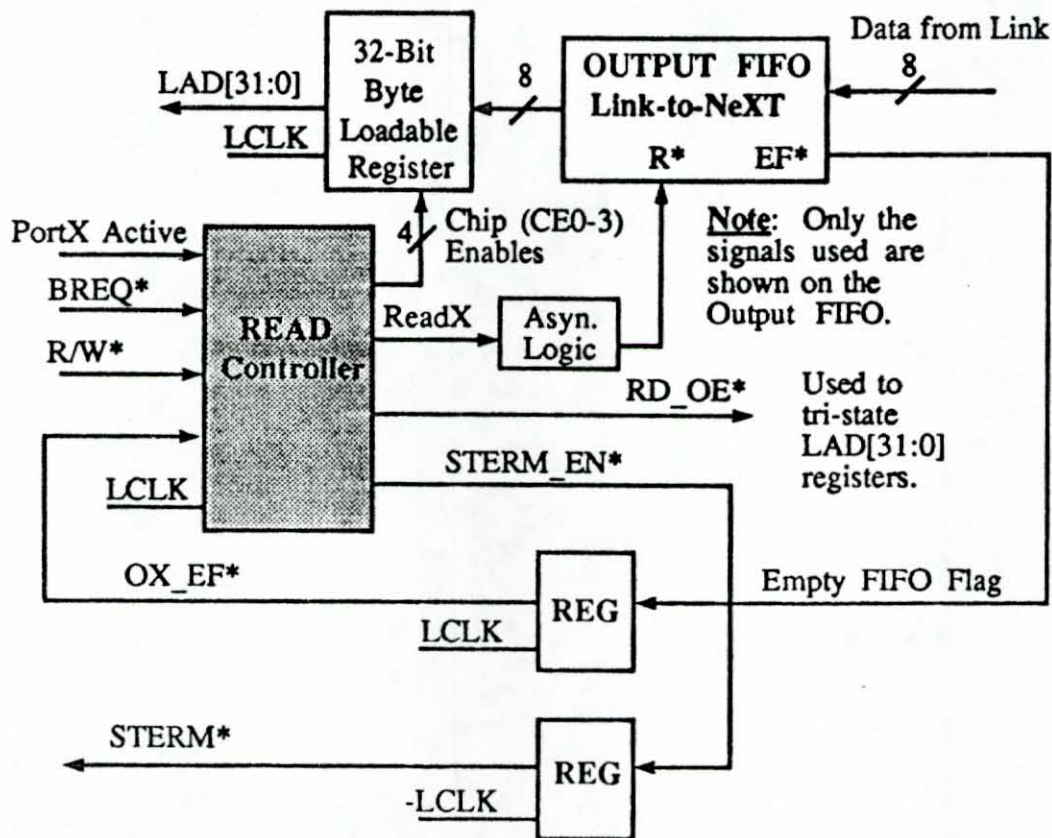 Data from Link
32-Bit
Byte
Loadable
Register
LAD[31:0]
LCLK
8
OUTPUT FIFO
Link-to-NeXT
R* EF*
8
PortX Active
BREQ*
R/W*
LCLK
READ
Controller
4
Chip (CE0-3)
Enables
ReadX
Asyn.
Logic
Note: Only the
signals used are
shown on the
Output FIFO.
RD_OE*
Used to
tri-state
LAD[31:0]
registers.
STERM_EN*
OX_EF*
REG
LCLK
Empty FIFO Flag
STERM*
REG
-LCLK